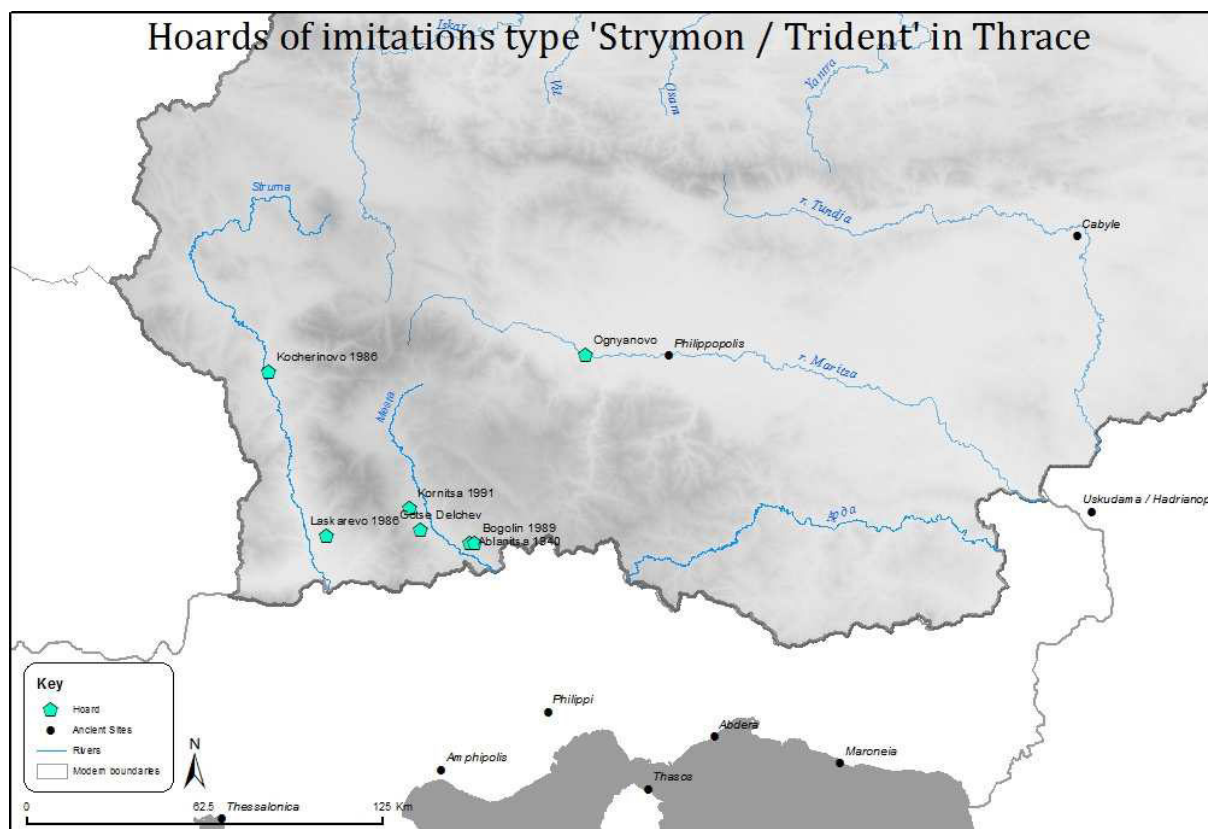 Hoards of imitations type 'Strymon / Trident' in Thrace
Iskar
Vit
Osam
Yantra
Struma
r. Tundja
Cabyle
Ognyanovo
Philippopolis
Kocherinovo 1986
r. Maritza
Mesta
Kornitsa 1991
Gotse Delchev
Laskarevo 1986
Bogolin 1989
Ablanitsa 1940
Арда
Uskudama / Hadrianop
Key
Hoard
Ancient Sites
Rivers
Modern boundaries
N
Philippi
Abdera
Amphipolis
Maroneia
Thasos
0 62.5 125 Km
Thessalonica